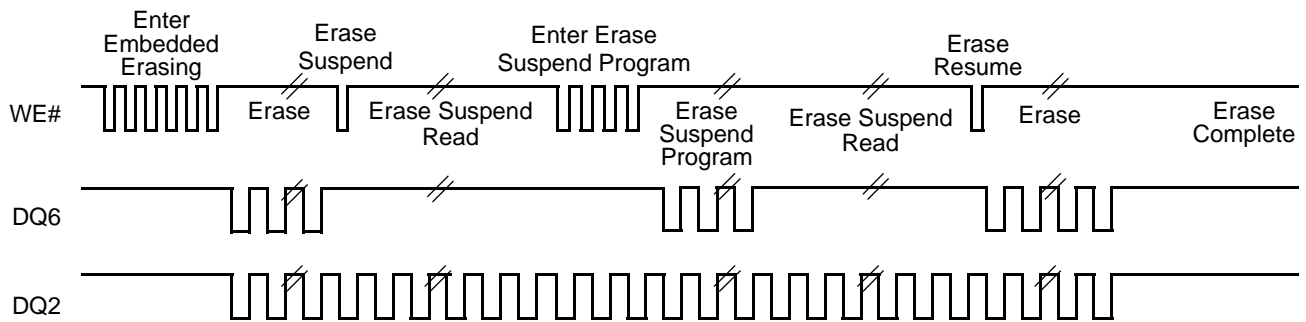 Enter
Embedded
Erasing
Erase
Suspend
Enter Erase
Suspend Program
Erase
Resume
WE#
Erase
Erase Suspend
Read
Erase
Suspend
Program
Erase Suspend
Read
Erase
Erase
Complete
DQ6
DQ2